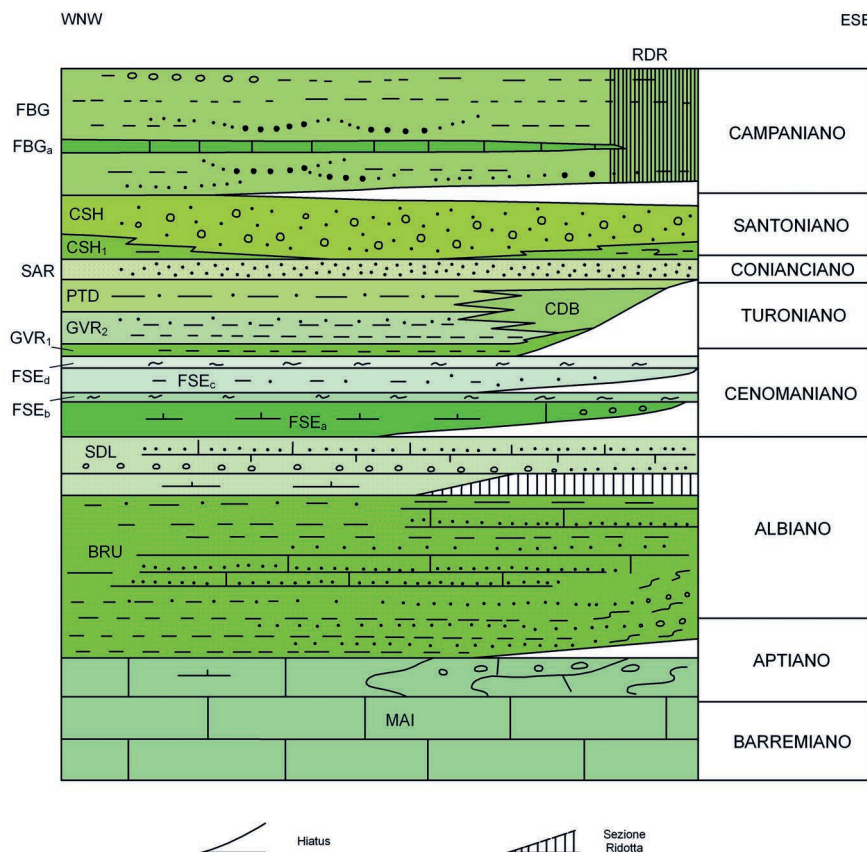 WNW ESE
RDR
FBG
CAMPANIANO
FBGa
CSH
SANTONIANO
CSH1
SAR
CONIANCIANO
PTD
CDB
TURONIANO
GVR2
GVR1
FSEd
FSEc
CENOMANIANO
FSEb
FSEa
SDL
ALBIANO
BRU
APTIANO
MAI
BARREMIANO
Hiatus
Sezione
Ridotta